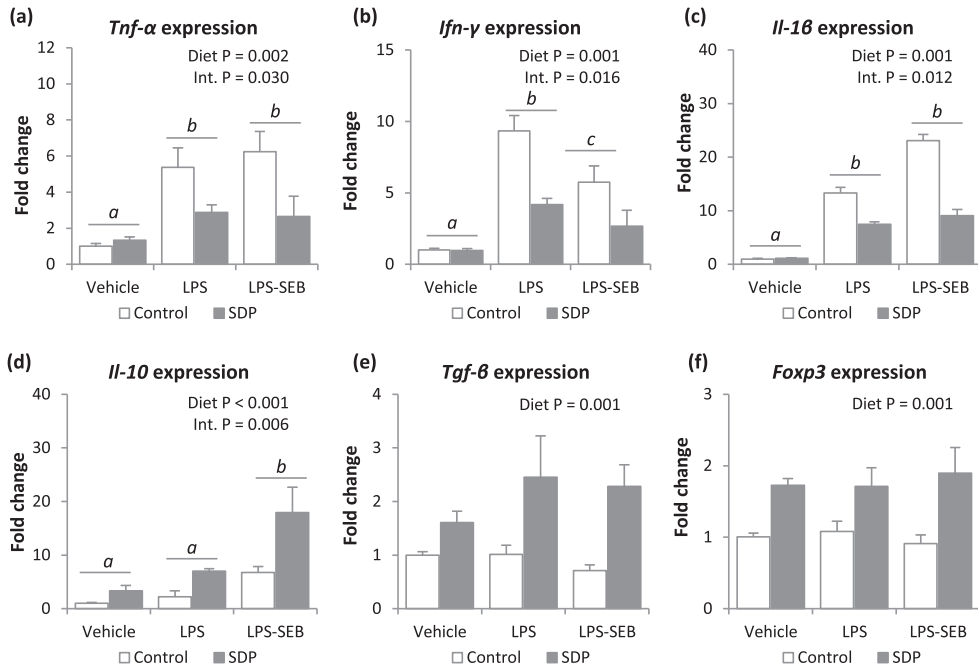 (a)
Tnf-α expression
Diet P = 0.002
Int. P = 0.030
Fold change
12
10
8
6
4
2
0
a
b
b
Vehicle LPS LPS-SEB
Control SDP
(b)
Ifn-γ expression
Diet P = 0.001
Int. P = 0.016
Fold change
15
10
5
0
a
b
c
Vehicle LPS LPS-SEB
Control SDP
(c)
Il-1β expression
Diet P = 0.001
Int. P = 0.012
Fold change
40
30
20
10
0
a
b
b
Vehicle LPS LPS-SEB
Control SDP
(d)
Il-10 expression
Diet P < 0.001
Int. P = 0.006
Fold change
40
30
20
10
0
a
a
b
Vehicle LPS LPS-SEB
Control SDP
(e)
Tgf-β expression
Diet P = 0.001
Fold change
4
3
2
1
0
Vehicle LPS LPS-SEB
Control SDP
(f)
Foxp3 expression
Diet P = 0.001
Fold change
3
2
1
0
Vehicle LPS LPS-SEB
Control SDP